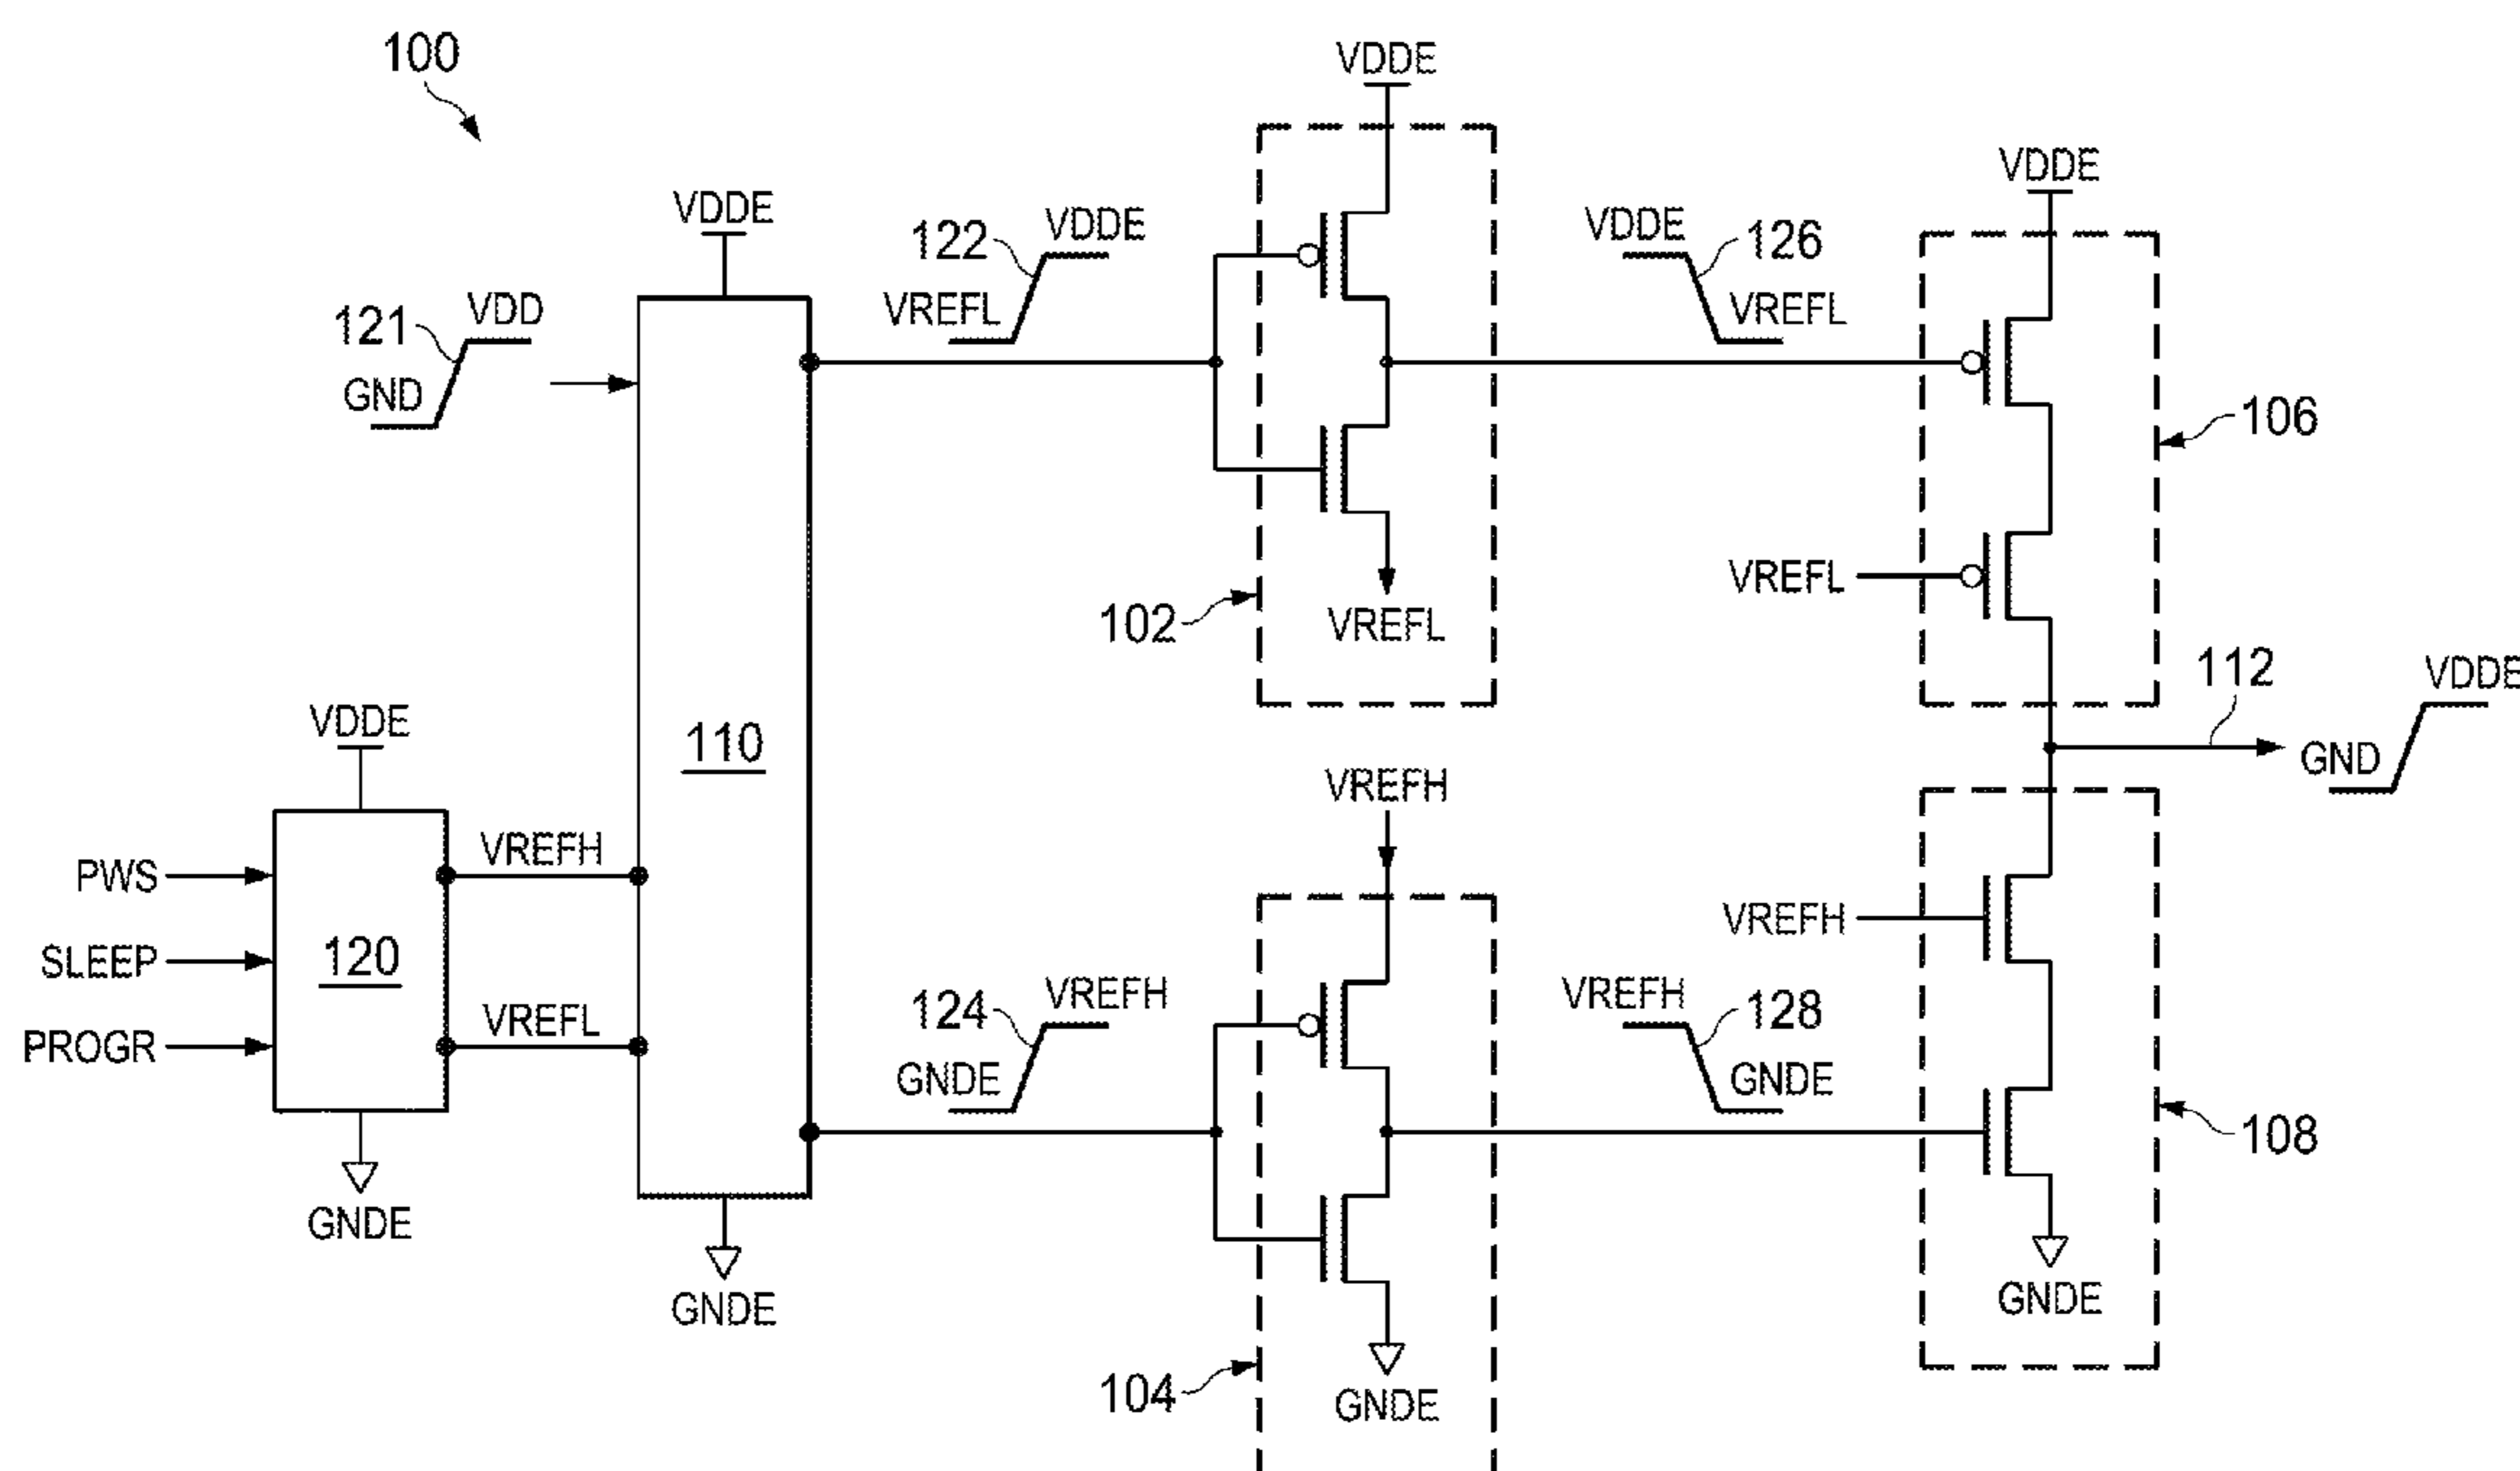 100
VDDE
VDDE
VDDE
122
VDDE
VREFL
VDDE
126
VREFL
121
VDD
GND
106
VREFL
102
VREFL
112
VDDE
GND
VDDE
110
VREFH
PWS
SLEEP
PROGR
120
VREFH
VREFL
GNDE
GNDE
VREFH
124
VREFH
GNDE
VREFH
128
GNDE
108
GNDE
104
GNDE